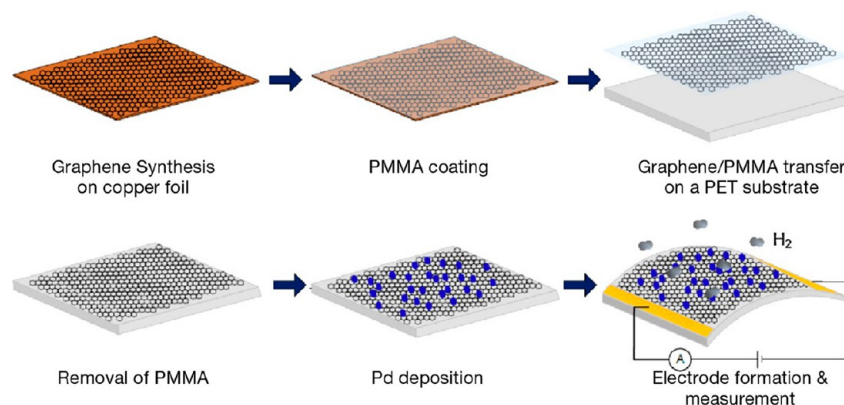 Graphene Synthesis
on copper foil
PMMA coating
Graphene/PMMA transfer
on a PET substrate
H2
Removal of PMMA
Pd deposition
A
Electrode formation &
measurement